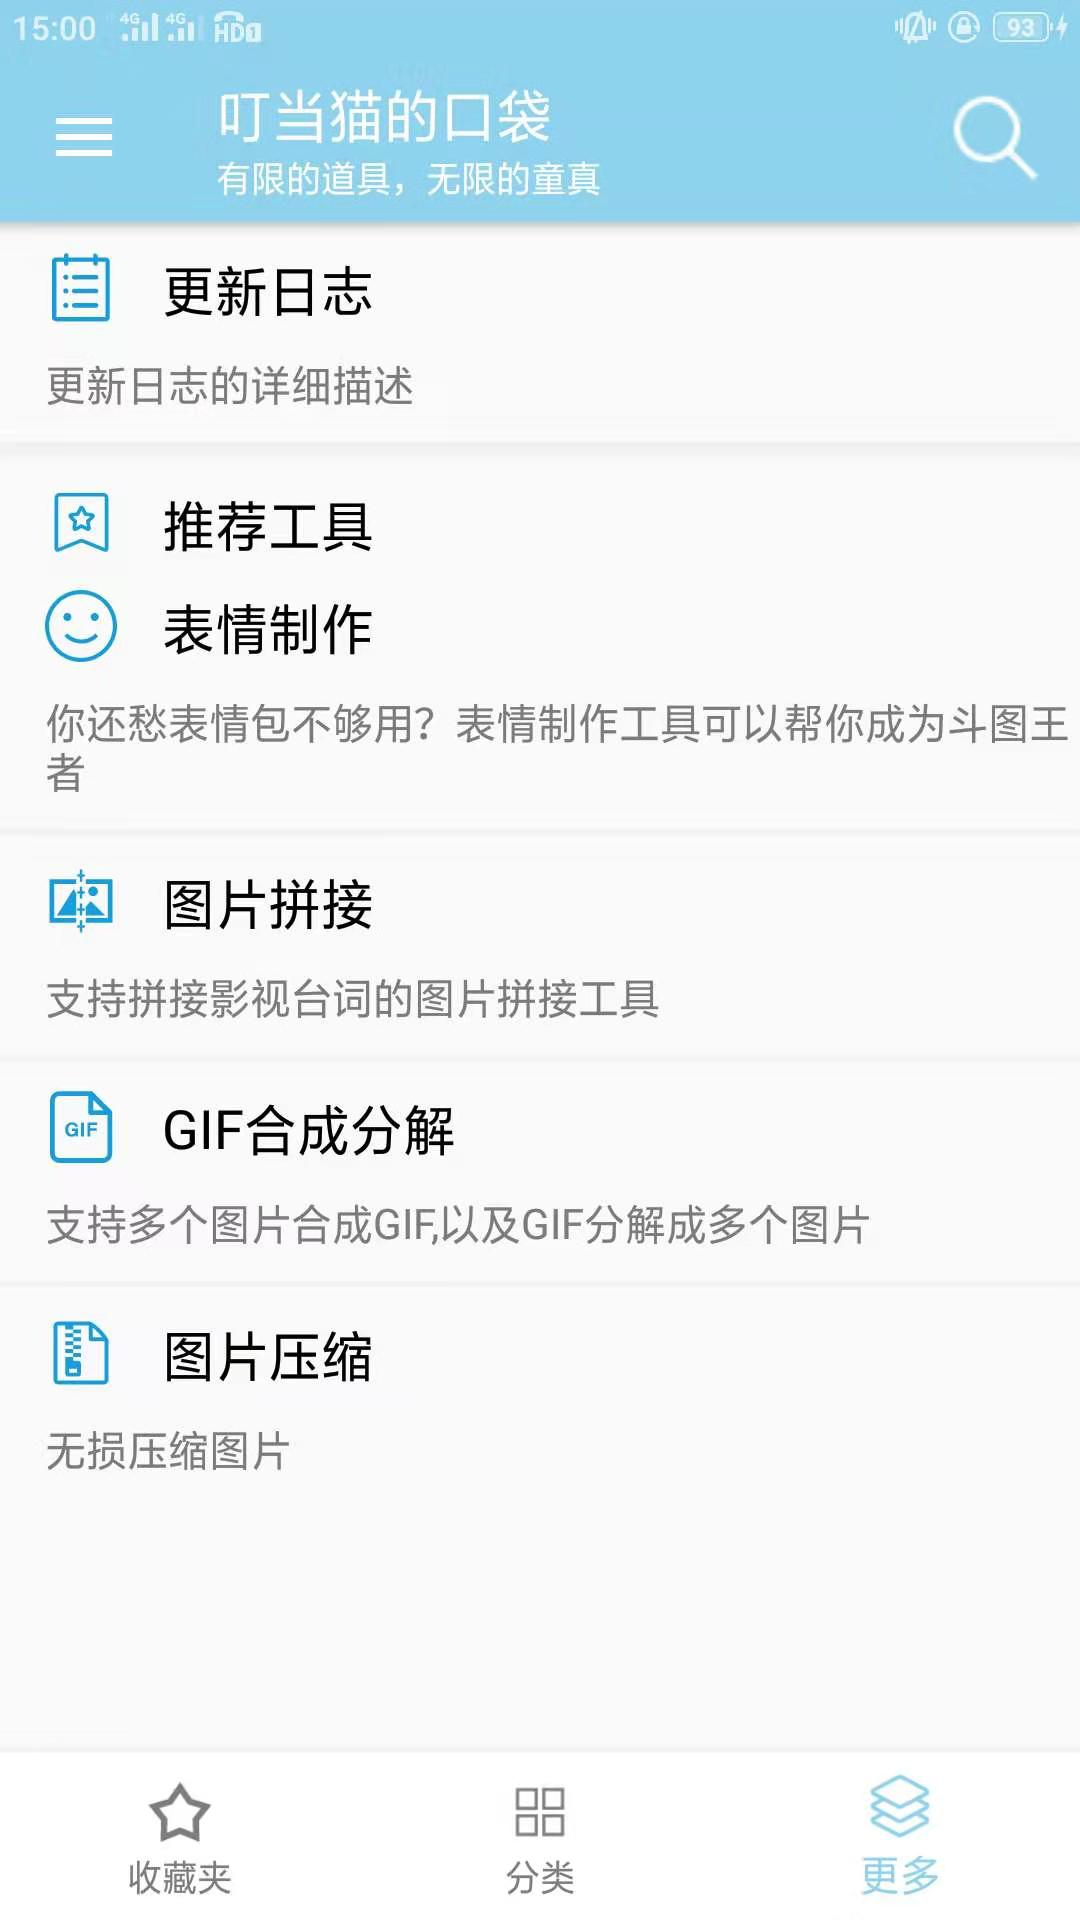 15:00 4G 4G HD 1 93
叮当猫的口袋
有限的道具，无限的童真
更新日志
更新日志的详细描述
推荐工具
表情制作
你还愁表情包不够用？表情制作工具可以帮你成为斗图王
者
图片拼接
支持拼接影视台词的图片拼接工具
GIF
GIF合成分解
支持多个图片合成GIF,以及GIF分解成多个图片
图片压缩
无损压缩图片
收藏夹 分类 更多